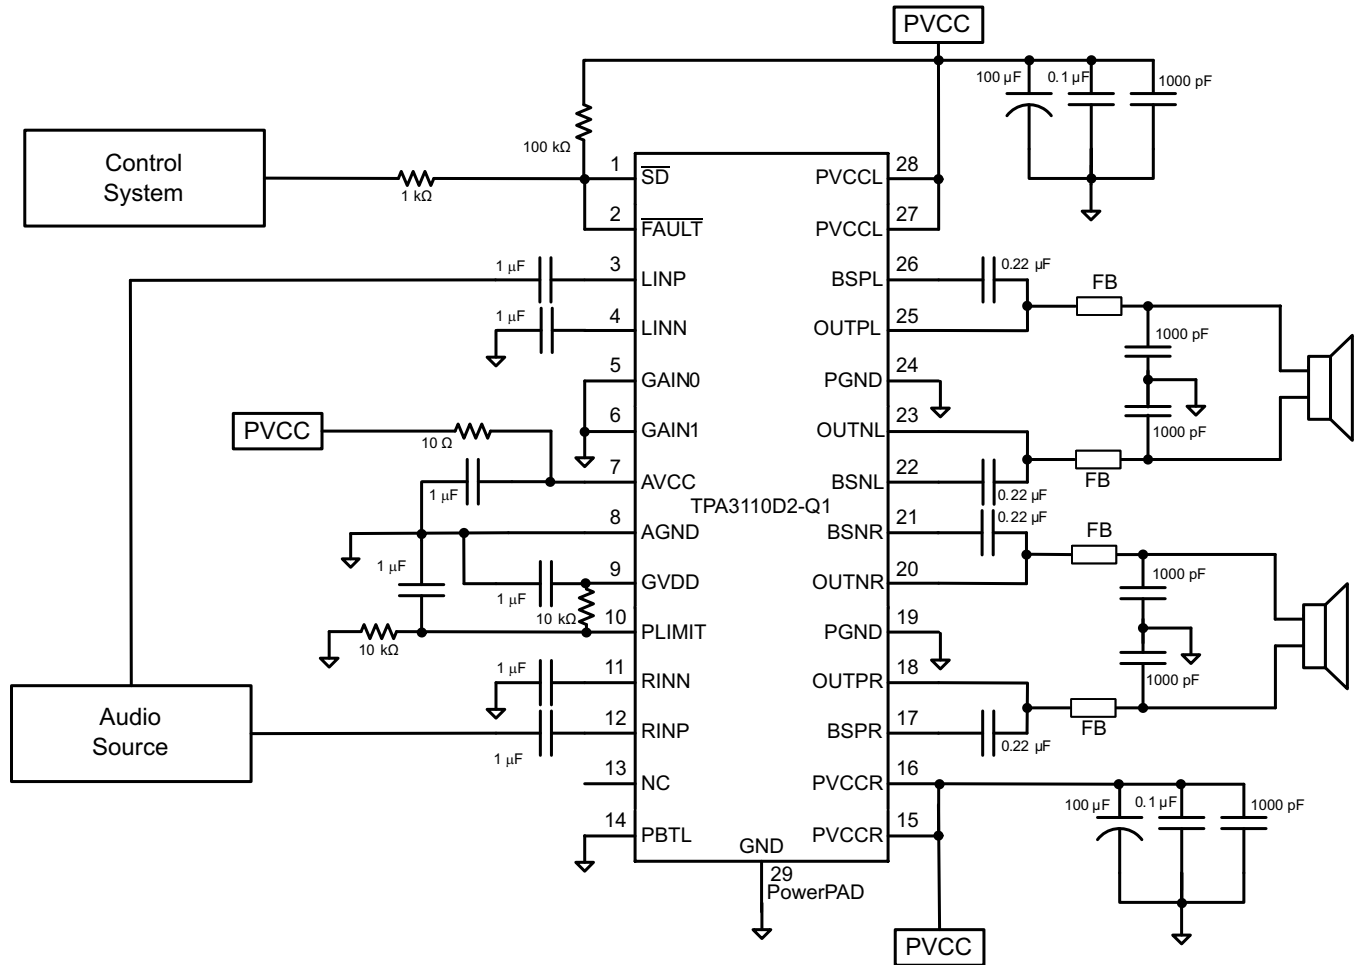 PVCC
100 µF
0.1 µF
1000 pF
Control
System
100 kΩ
1 kΩ
1
SD
28
PVCCL
2
FAULT
27
PVCCL
1 µF
3
LINP
26
BSPL
0.22 µF
FB
1 µF
4
LINN
25
OUTPL
1000 pF
5
GAIN0
24
PGND
6
GAIN1
23
OUTNL
1000 pF
PVCC
10 Ω
7
AVCC
22
BSNL
0.22 µF
FB
1 µF
TPA3110D2-Q1
8
AGND
21
BSNR
0.22 µF
FB
1 µF
9
GVDD
20
OUTNR
1000 pF
1 µF
10 kΩ
10
PLIMIT
19
PGND
10 kΩ
1 µF
11
RINN
18
OUTPR
1000 pF
Audio
Source
12
RINP
17
BSPR
0.22 µF
FB
1 µF
13
NC
16
PVCCR
100 µF
0.1 µF
1000 pF
14
PBTL
15
PVCCR
GND
29
PowerPAD
PVCC